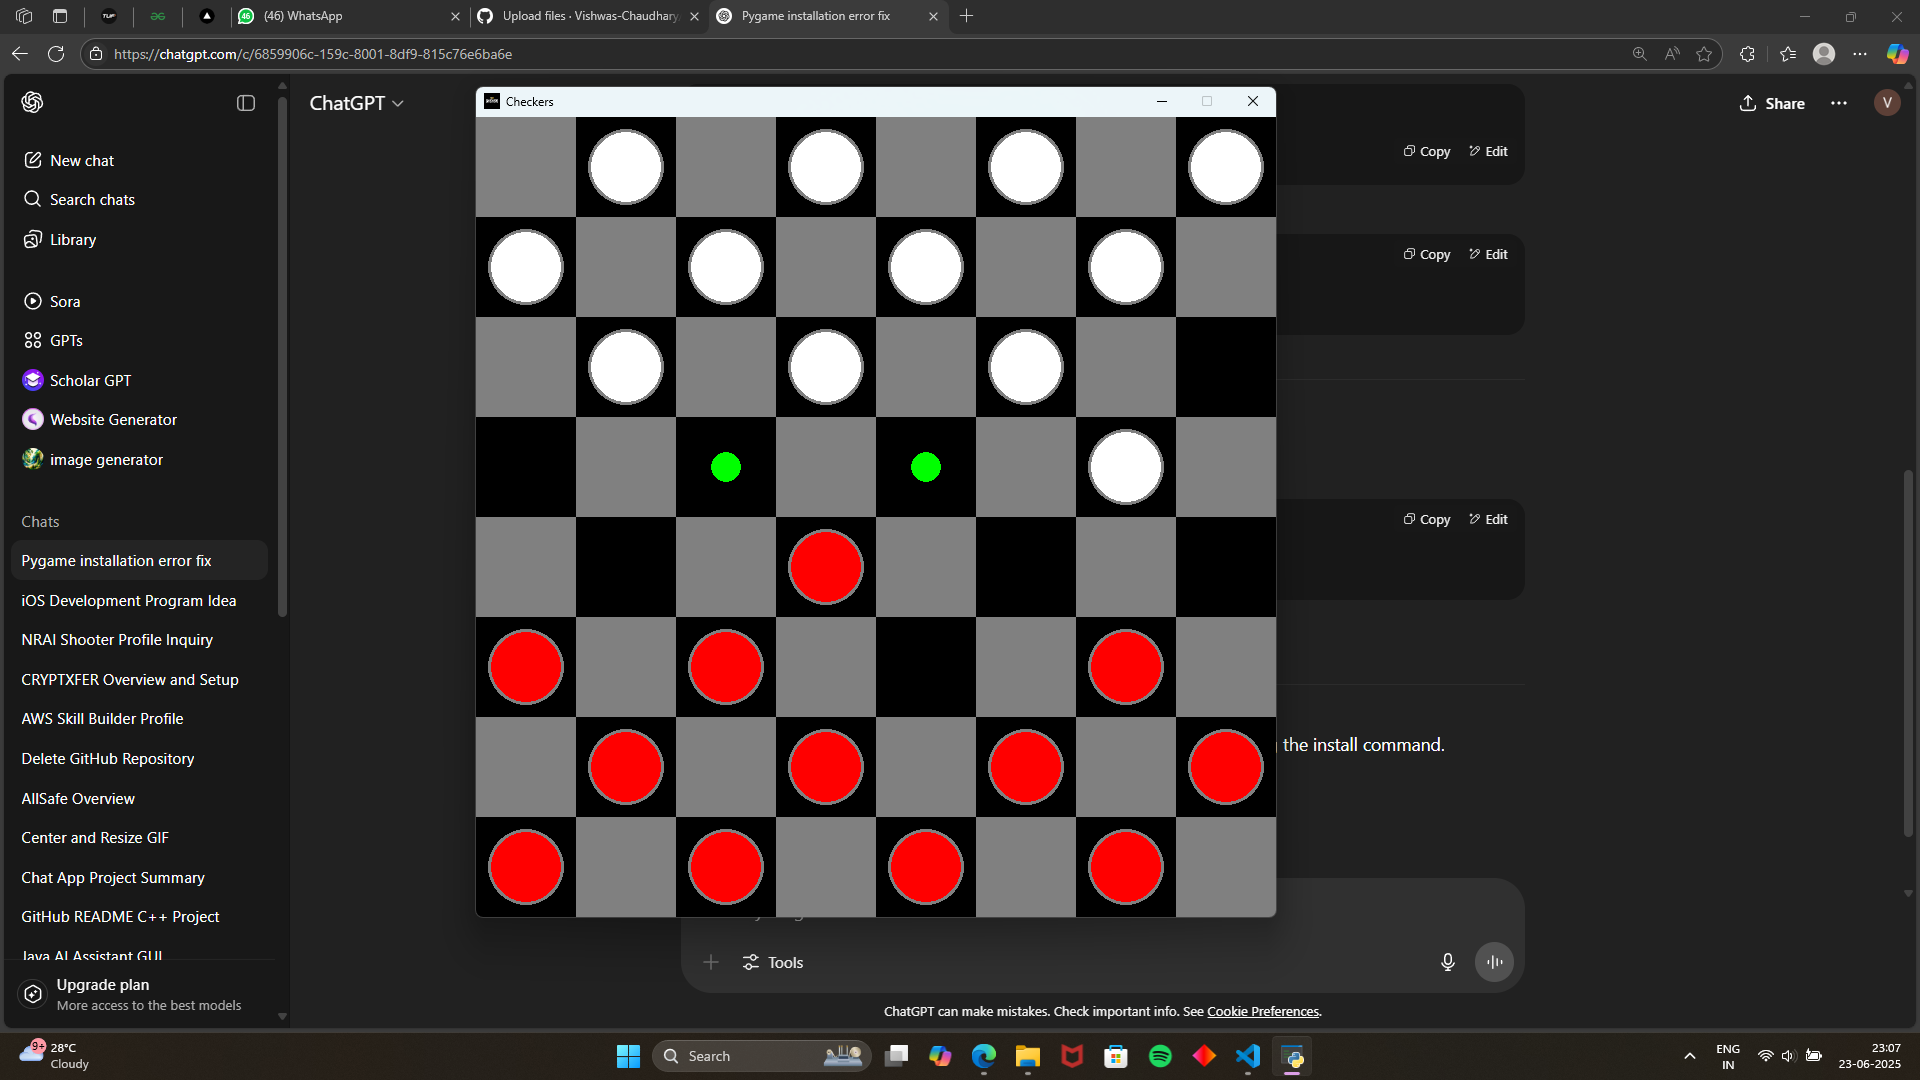 (46) WhatsApp
Upload files · Vishwas-Chaudhary
Pygame installation error fix
https://chatgpt.com/c/6859906c-159c-8001-8df9-815c76e6ba6e
ChatGPT
Checkers
Share
V
New chat
Search chats
Library
Sora
GPTs
Scholar GPT
Website Generator
image generator
Chats
Pygame installation error fix
iOS Development Program Idea
NRAI Shooter Profile Inquiry
CRYPTXFER Overview and Setup
AWS Skill Builder Profile
Delete GitHub Repository
AllSafe Overview
Center and Resize GIF
Chat App Project Summary
GitHub README C++ Project
Java AI Assistant GUI
Upgrade plan
More access to the best models
Copy Edit
Copy Edit
Copy Edit
the install command.
Tools
ChatGPT can make mistakes. Check important info. See Cookie Preferences.
9+
28°C
Cloudy
Search
ENG
IN
23:07
23-06-2025